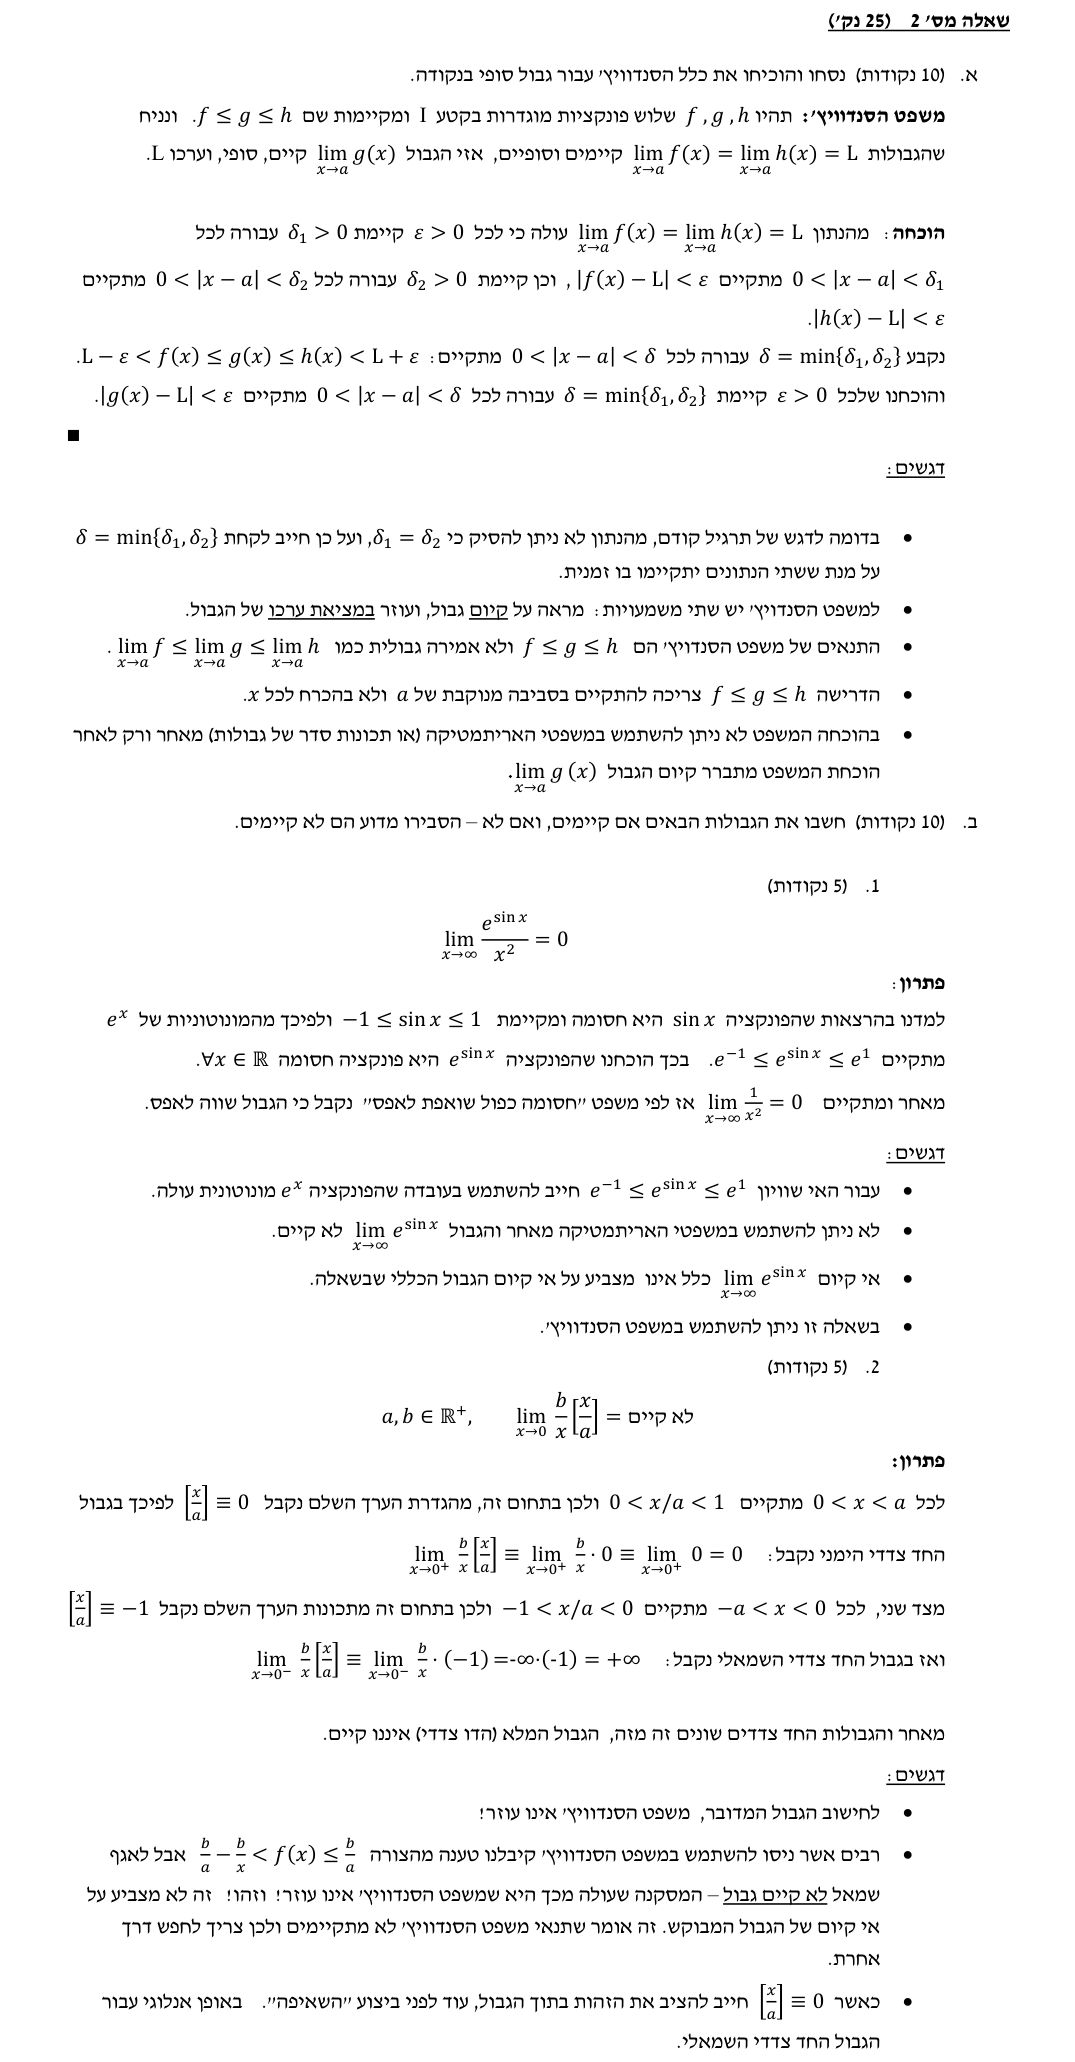 שאלה מס' 2 (25 נק')
א. (10 נקודות) נסחו והוכיחו את כלל הסנדוויץ' עבור גבול סופי בנקודה.
משפט הסנדוויץ': תהיו f , g , h שלוש פונקציות מוגדרות בקטע I ומקיימות שם f ≤ g ≤ h. ונניח
שהגבולות lim_{x→a} f(x) = lim_{x→a} h(x) = L קיימים וסופיים, אזי הגבול lim_{x→a} g(x) קיים, סופי, וערכו L.
הוכחה: מהנתון lim_{x→a} f(x) = lim_{x→a} h(x) = L עולה כי לכל ε > 0 קיימת δ₁ > 0 עבורה לכל
0 < |x − a| < δ₁ מתקיים |f(x) − L| < ε , וכן קיימת δ₂ > 0 עבורה לכל 0 < |x − a| < δ₂ מתקיים
|h(x) − L| < ε.
נקבע δ = min{δ₁, δ₂} עבורה לכל 0 < |x − a| < δ מתקיים: L − ε < f(x) ≤ g(x) ≤ h(x) < L + ε.
והוכחנו שלכל ε > 0 קיימת δ = min{δ₁, δ₂} עבורה לכל 0 < |x − a| < δ מתקיים |g(x) − L| < ε.
■
דגשים:
• בדומה לדגש של תרגיל קודם, מהנתון לא ניתן להסיק כי δ₁ = δ₂, ועל כן חייב לקחת δ = min{δ₁, δ₂}
על מנת ששתי הנתונים יתקיימו בו זמנית.
• למשפט הסנדויץ' יש שתי משמעויות: מראה על קיום גבול, ועוזר במציאת ערכו של הגבול.
• התנאים של משפט הסנדויץ' הם f ≤ g ≤ h ולא אמירה גבולית כמו lim_{x→a} f ≤ lim_{x→a} g ≤ lim_{x→a} h .
• הדרישה f ≤ g ≤ h צריכה להתקיים בסביבה מנוקבת של a ולא בהכרח לכל x.
• בהוכחה המשפט לא ניתן להשתמש במשפטי האריתמטיקה (או תכונות סדר של גבולות) מאחר ורק לאחר
הוכחת המשפט מתברר קיום הגבול lim_{x→a} g (x).
ב. (10 נקודות) חשבו את הגבולות הבאים אם קיימים, ואם לא – הסבירו מדוע הם לא קיימים.
1. (5 נקודות)
lim_{x→∞} e^{sin x}/x² = 0
פתרון:
למדנו בהרצאות שהפונקציה sin x היא חסומה ומקיימת −1 ≤ sin x ≤ 1 ולפיכך מהמונוטוניות של e^x
מתקיים e^{−1} ≤ e^{sin x} ≤ e^1. בכך הוכחנו שהפונקציה e^{sin x} היא פונקציה חסומה ∀x ∈ ℝ.
מאחר ומתקיים lim_{x→∞} 1/x² = 0 אז לפי משפט "חסומה כפול שואפת לאפס" נקבל כי הגבול שווה לאפס.
דגשים:
• עבור האי שוויון e^{−1} ≤ e^{sin x} ≤ e^1 חייב להשתמש בעובדה שהפונקציה e^x מונוטונית עולה.
• לא ניתן להשתמש במשפטי האריתמטיקה מאחר והגבול lim_{x→∞} e^{sin x} לא קיים.
• אי קיום lim_{x→∞} e^{sin x} כלל אינו מצביע על אי קיום הגבול הכללי שבשאלה.
• בשאלה זו ניתן להשתמש במשפט הסנדוויץ'.
2. (5 נקודות)
a, b ∈ ℝ⁺, lim_{x→0} b/x [x/a] = לא קיים
פתרון:
לכל 0 < x < a מתקיים 0 < x/a < 1 ולכן בתחום זה, מהגדרת הערך השלם נקבל [x/a] ≡ 0 לפיכך בגבול
החד צדדי הימני נקבל: lim_{x→0⁺} b/x [x/a] ≡ lim_{x→0⁺} b/x · 0 ≡ lim_{x→0⁺} 0 = 0
מצד שני, לכל −a < x < 0 מתקיים −1 < x/a < 0 ולכן בתחום זה מתכונות הערך השלם נקבל [x/a] ≡ −1
ואז בגבול החד צדדי השמאלי נקבל: lim_{x→0⁻} b/x [x/a] ≡ lim_{x→0⁻} b/x · (−1) =-∞·(-1) = +∞
מאחר והגבולות החד צדדים שונים זה מזה, הגבול המלא (הדו צדדי) איננו קיים.
דגשים:
• לחישוב הגבול המדובר, משפט הסנדוויץ' אינו עוזר!
• רבים אשר ניסו להשתמש במשפט הסנדוויץ' קיבלנו טענה מהצורה b/a − b/x < f(x) ≤ b/a אבל לאגף
שמאל לא קיים גבול – המסקנה שעולה מכך היא שמשפט הסנדוויץ' אינו עוזר! וזהו! זה לא מצביע על
אי קיום של הגבול המבוקש. זה אומר שתנאי משפט הסנדוויץ' לא מתקיימים ולכן צריך לחפש דרך
אחרת.
• כאשר [x/a] ≡ 0 חייב להציב את הזהות בתוך הגבול, עוד לפני ביצוע "השאיפה". באופן אנלוגי עבור
הגבול החד צדדי השמאלי.